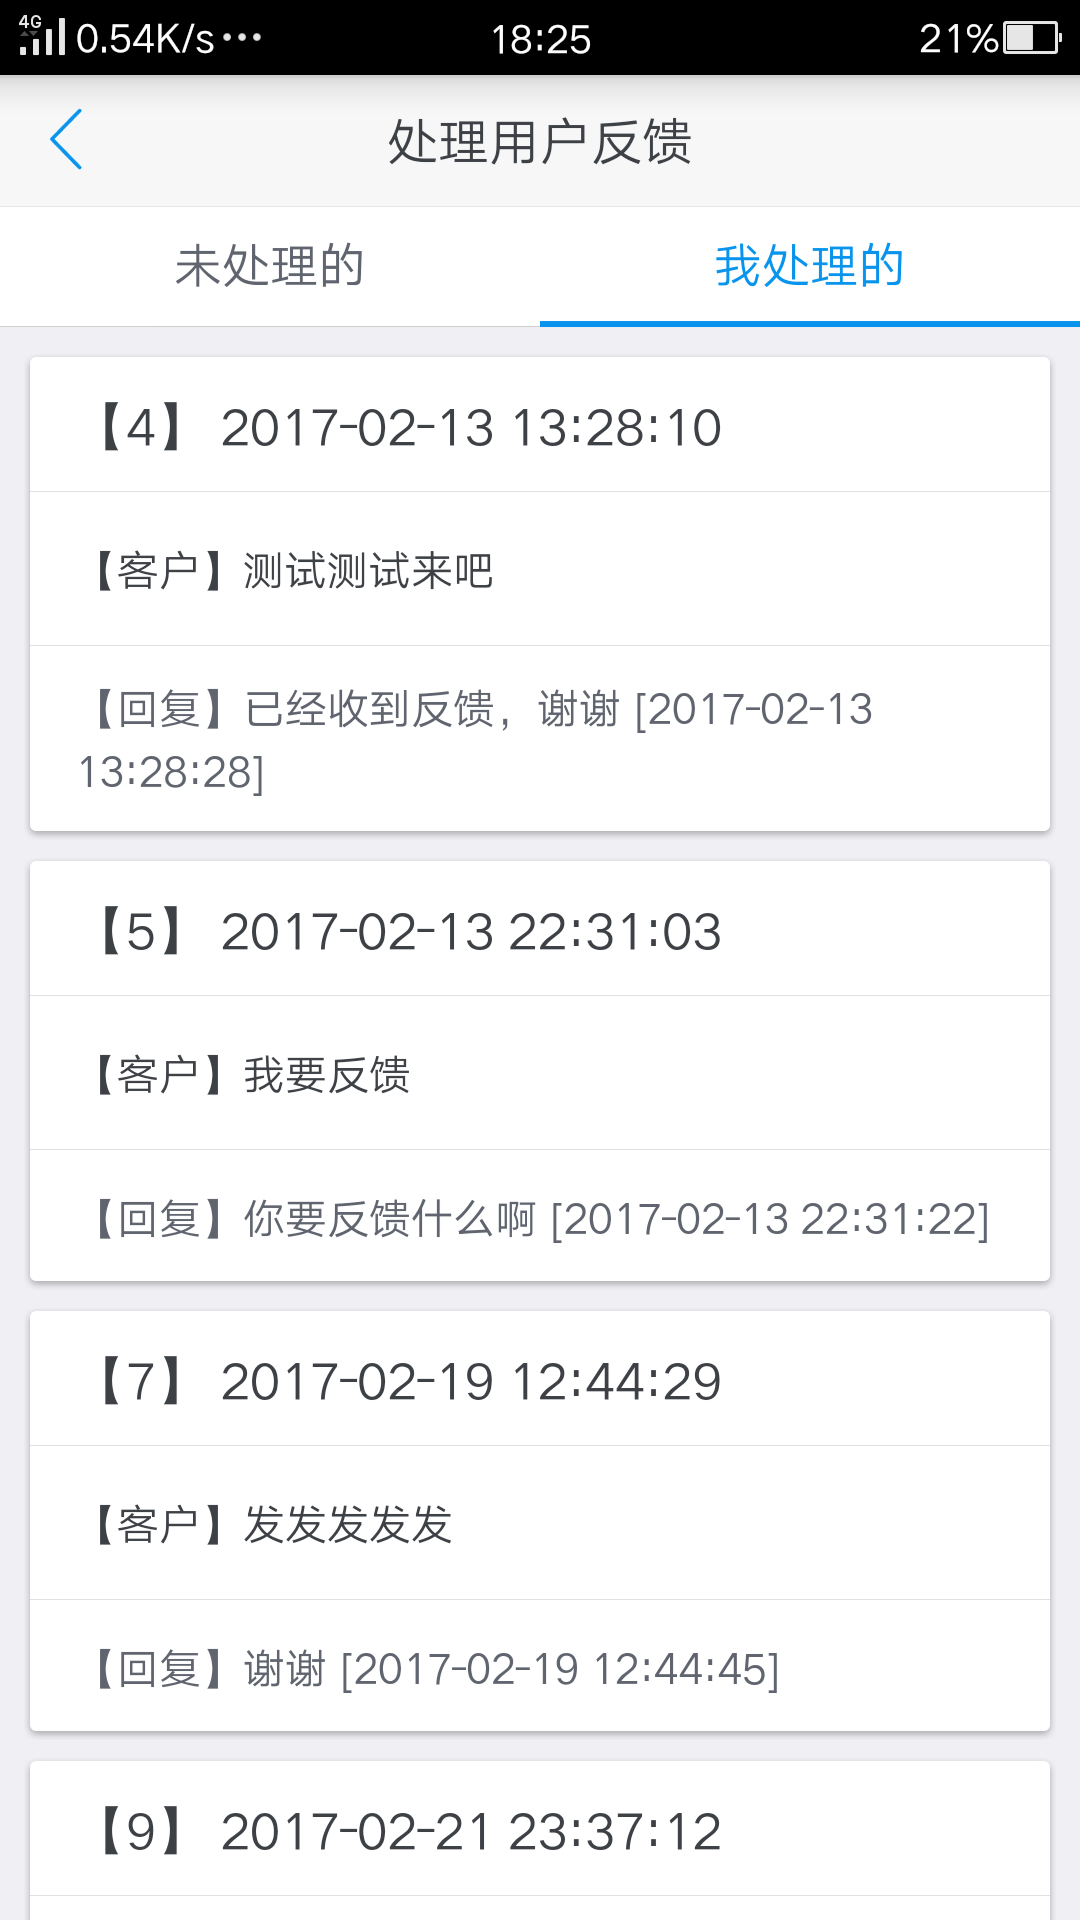 4G 0.54K/s ··· 18:25 21%
处理用户反馈
未处理的 我处理的
【4】 2017-02-13 13:28:10
【客户】测试测试来吧
【回复】已经收到反馈，谢谢 [2017-02-13
13:28:28]
【5】 2017-02-13 22:31:03
【客户】我要反馈
【回复】你要反馈什么啊 [2017-02-13 22:31:22]
【7】 2017-02-19 12:44:29
【客户】发发发发发
【回复】谢谢 [2017-02-19 12:44:45]
【9】 2017-02-21 23:37:12